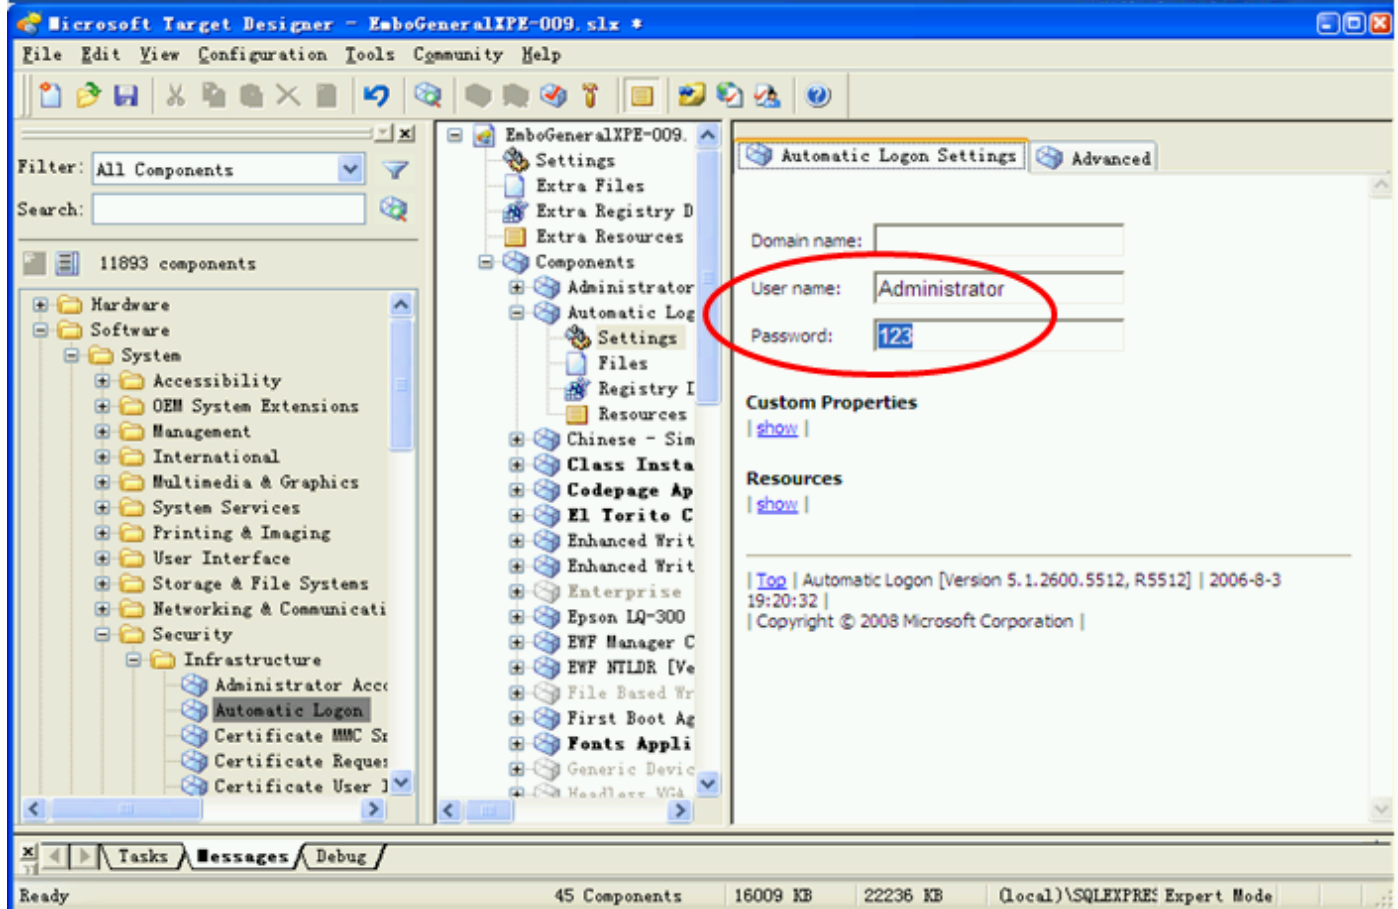 Microsoft Target Designer - EmboGeneralXPE-009.slx *
File Edit View Configuration Tools Community Help
Filter: All Components
Search:
11893 components
Hardware
Software
System
Accessibility
OEM System Extensions
Management
International
Multimedia & Graphics
System Services
Printing & Imaging
User Interface
Storage & File Systems
Networking & Communicati
Security
Infrastructure
Administrator Acco
Automatic Logon
Certificate MMC Sn
Certificate Reques
Certificate User I
EmboGeneralXPE-009.
Settings
Extra Files
Extra Registry D
Extra Resources
Components
Administrator
Automatic Log
Settings
Files
Registry D
Resources
Chinese - Sim
Class Insta
Codepage Ap
El Torito C
Enhanced Writ
Enhanced Writ
Enterprise
Epson LQ-300
EWF Manager C
EWF NTLDR [Ve
File Based Wr
First Boot Ag
Fonts Appli
Generic Devic
Headless VGA
Automatic Logon Settings Advanced
Domain name:
User name: Administrator
Password: 123
Custom Properties
| show |
Resources
| show |
| Top | Automatic Logon [Version 5.1.2600.5512, R5512] | 2006-8-3
19:20:32 |
| Copyright © 2008 Microsoft Corporation |
Tasks Messages Debug
Ready 45 Components 16009 KB 22236 KB (local)\SQLEXPRES Expert Mode